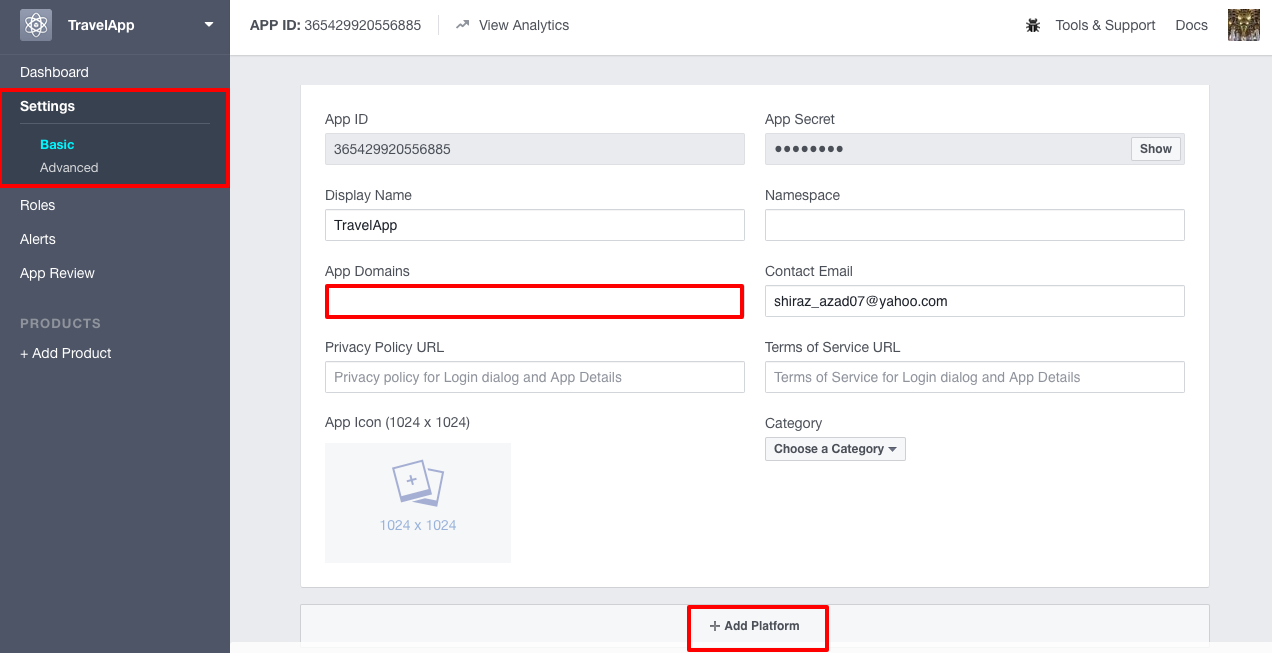 TravelApp
APP ID: 365429920556885
View Analytics
Tools & Support
Docs
Dashboard
Settings
Basic
Advanced
Roles
Alerts
App Review
PRODUCTS
+ Add Product
App ID
365429920556885
App Secret
●●●●●●●●
Show
Display Name
TravelApp
Namespace
App Domains
Contact Email
shiraz_azad07@yahoo.com
Privacy Policy URL
Privacy policy for Login dialog and App Details
Terms of Service URL
Terms of Service for Login dialog and App Details
App Icon (1024 x 1024)
1024 x 1024
Category
Choose a Category
+ Add Platform